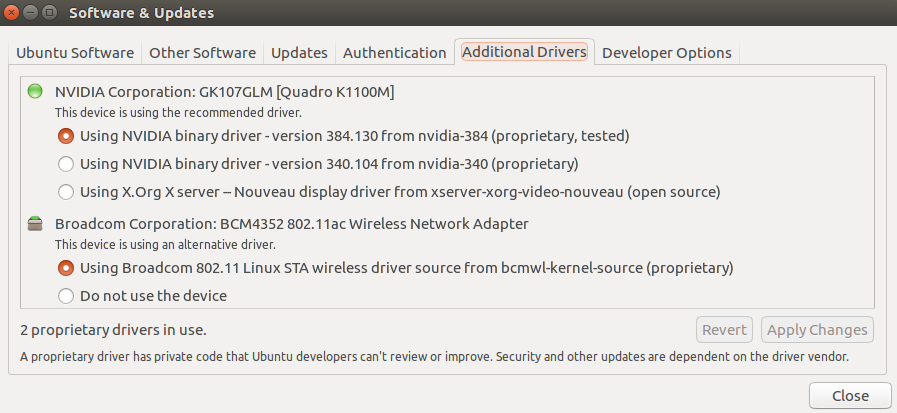 Software & Updates
Ubuntu Software Other Software Updates Authentication Additional Drivers Developer Options
NVIDIA Corporation: GK107GLM [Quadro K1100M]
This device is using the recommended driver.
Using NVIDIA binary driver - version 384.130 from nvidia-384 (proprietary, tested)
Using NVIDIA binary driver - version 340.104 from nvidia-340 (proprietary)
Using X.Org X server – Nouveau display driver from xserver-xorg-video-nouveau (open source)
Broadcom Corporation: BCM4352 802.11ac Wireless Network Adapter
This device is using an alternative driver.
Using Broadcom 802.11 Linux STA wireless driver source from bcmwl-kernel-source (proprietary)
Do not use the device
2 proprietary drivers in use. Revert Apply Changes
A proprietary driver has private code that Ubuntu developers can't review or improve. Security and other updates are dependent on the driver vendor.
Close